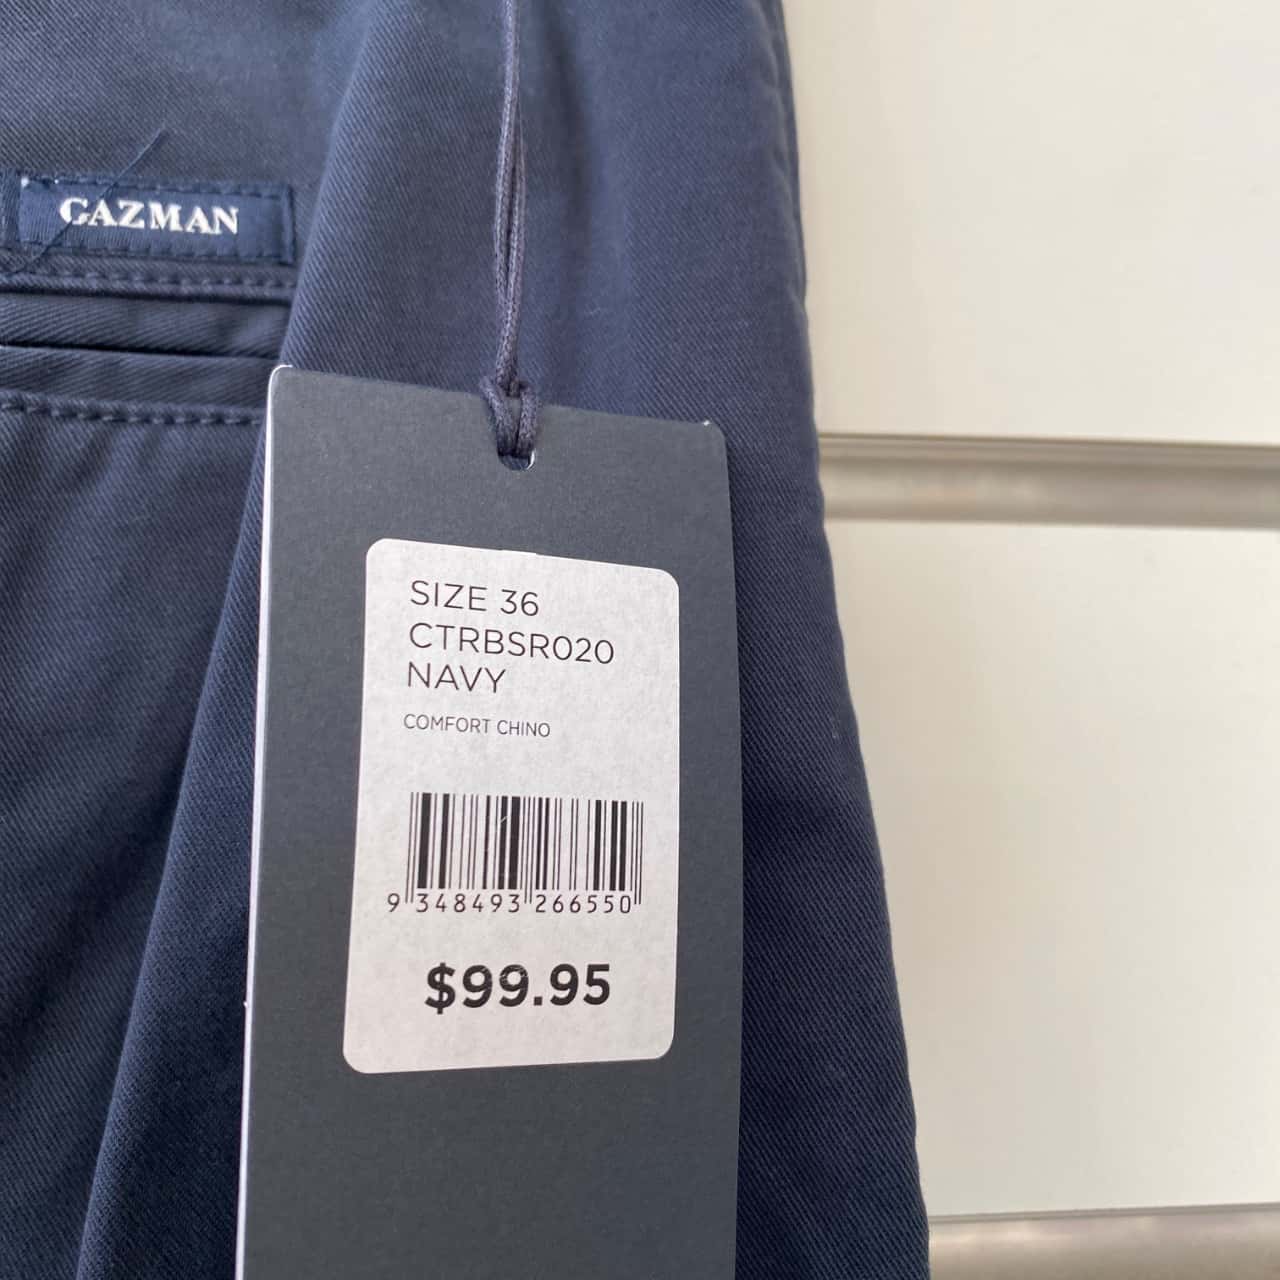 GAZMAN
SIZE 36
CTRBSR020
NAVY
COMFORT CHINO
9 348493 266550
$99.95